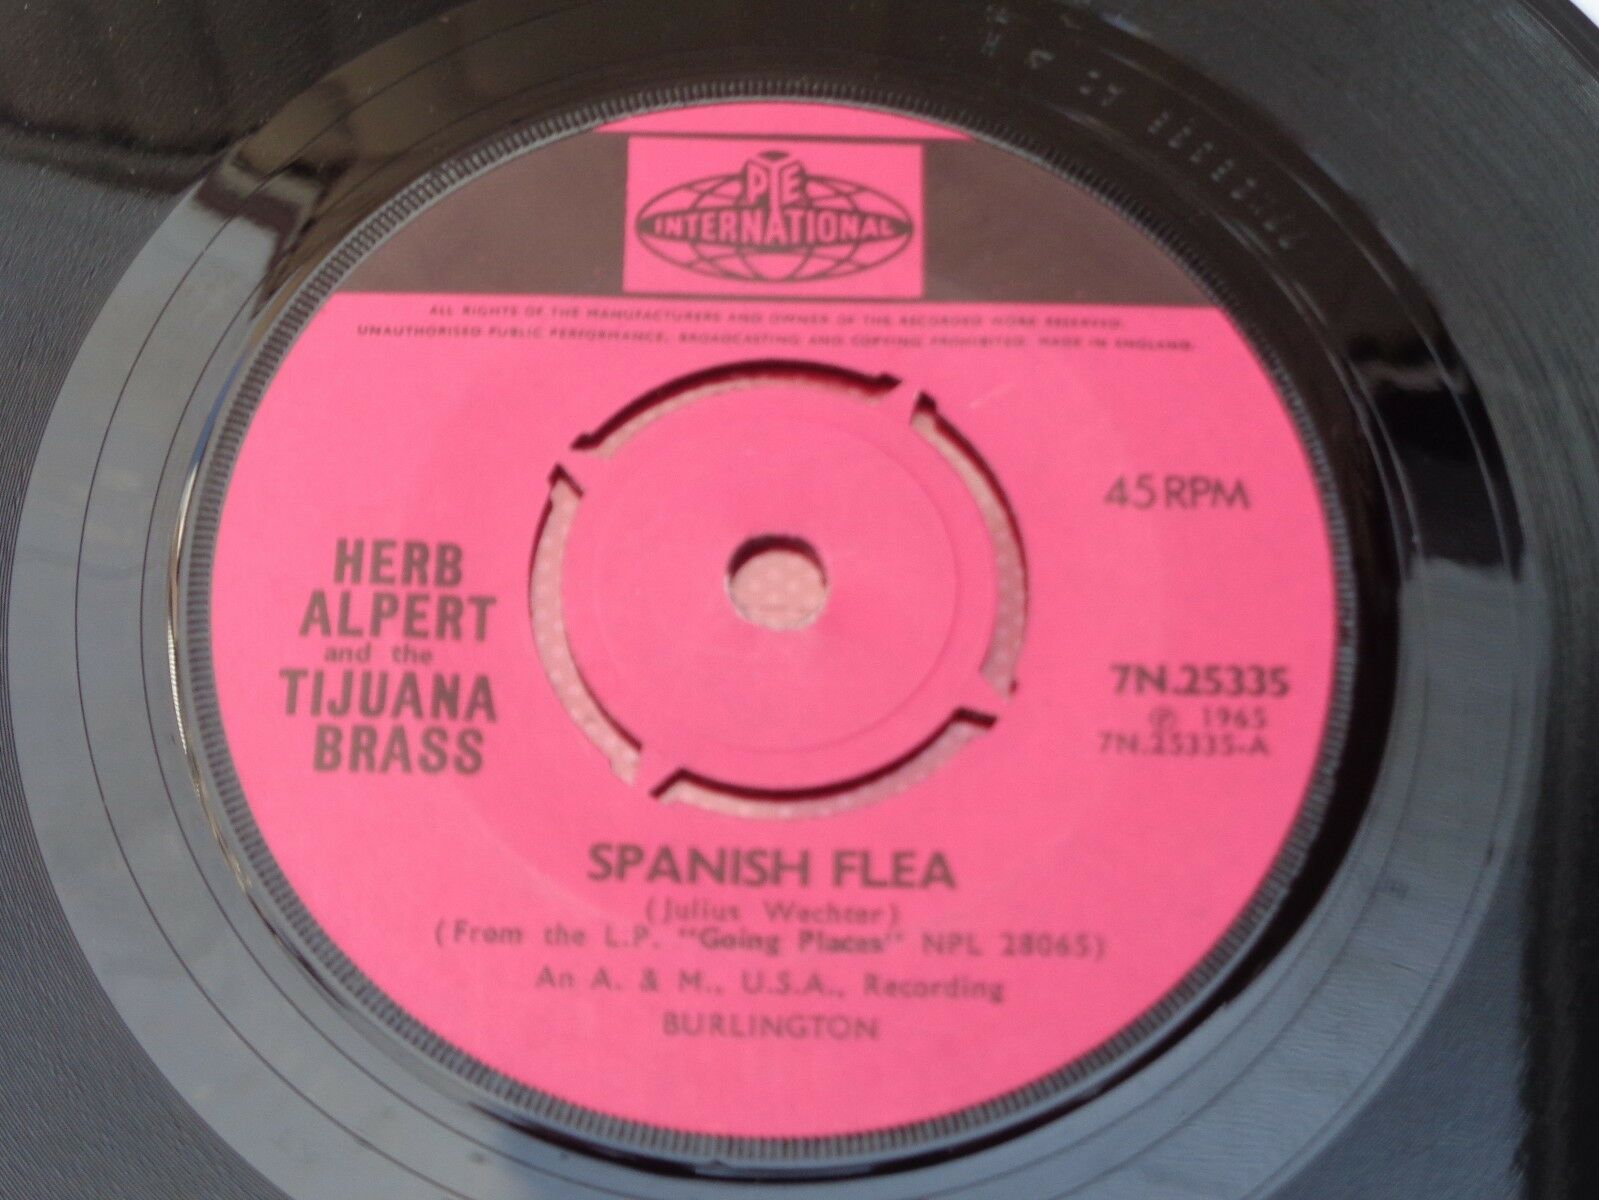 PYE
INTERNATIONAL
ALL RIGHTS OF THE MANUFACTURERS AND OWNER OF THE RECORDED WORK RESERVED.
UNAUTHORISED PUBLIC PERFORMANCE, BROADCASTING AND COPYING PROHIBITED. MADE IN ENGLAND.
45 RPM
HERB
ALPERT
and the
TIJUANA
BRASS
7N.25335
℗ 1965
7N.25335-A
SPANISH FLEA
(Julius Wechter)
(From the L.P. "Going Places" NPL 28065)
An A. & M., U.S.A., Recording
BURLINGTON